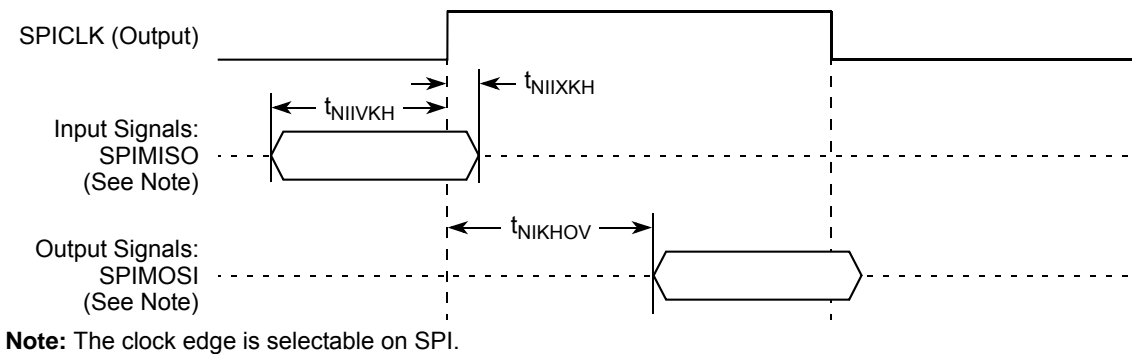 SPICLK (Output)
tNIIXKH
tNIIVKH
Input Signals:
SPIMISO
(See Note)
tNIKHOV
Output Signals:
SPIMOSI
(See Note)
Note: The clock edge is selectable on SPI.